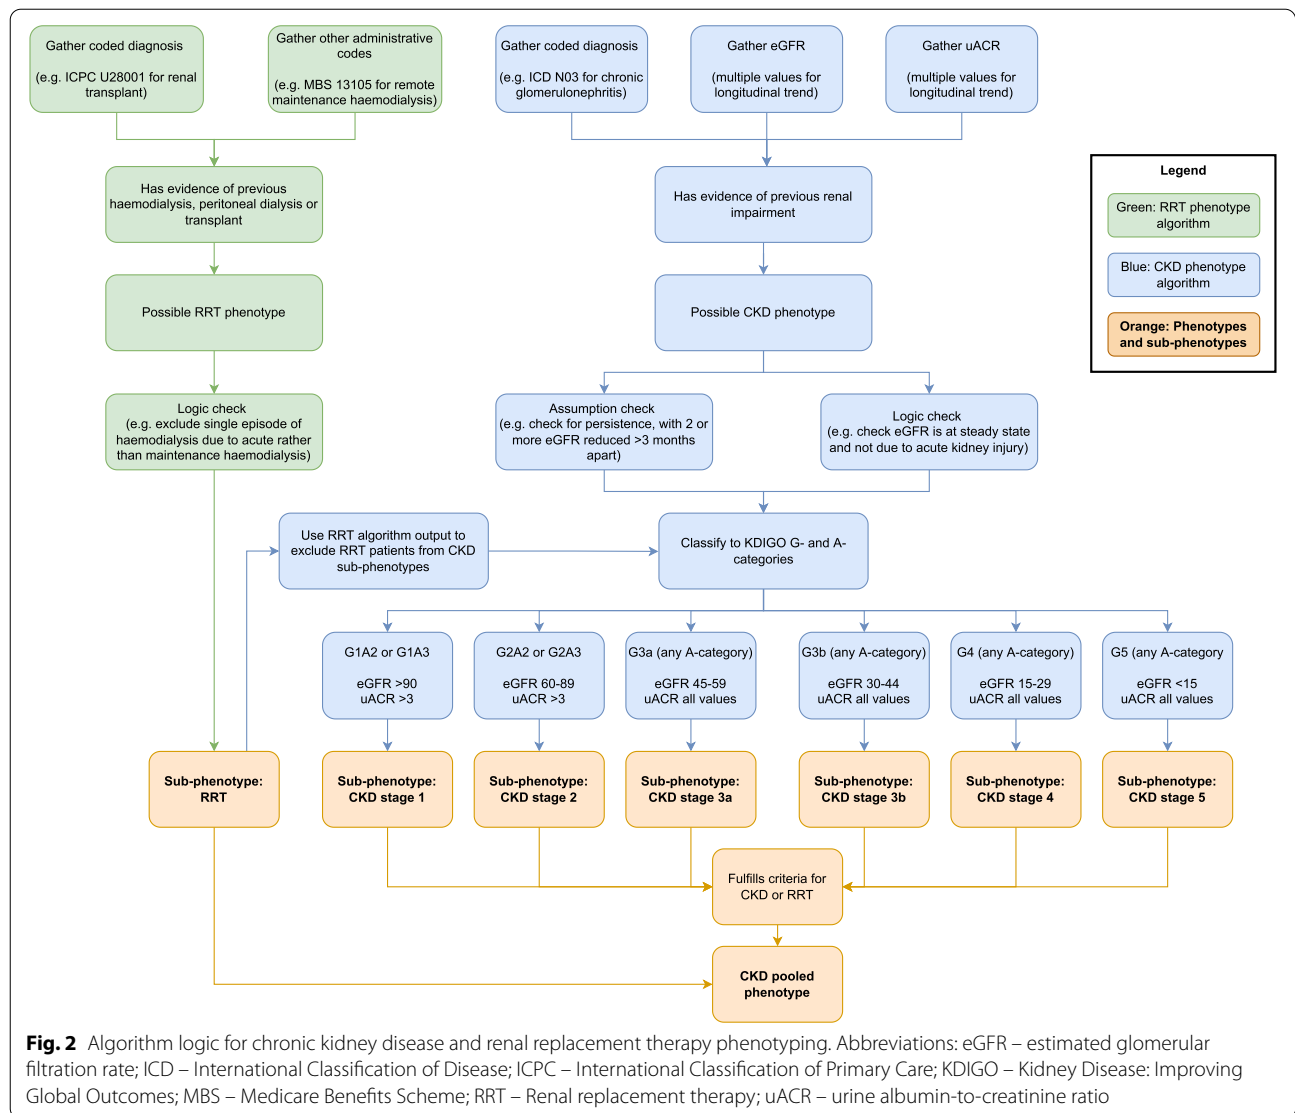 Gather coded diagnosis
(e.g. ICPC U28001 for renal
transplant)
Gather other administrative
codes
(e.g. MBS 13105 for remote
maintenance haemodialysis)
Gather coded diagnosis
(e.g. ICD N03 for chronic
glomerulonephritis)
Gather eGFR
(multiple values for
longitudinal trend)
Gather uACR
(multiple values for
longitudinal trend)
Has evidence of previous
haemodialysis, peritoneal dialysis or
transplant
Has evidence of previous renal
impairment
Legend
Green: RRT phenotype
algorithm
Blue: CKD phenotype
algorithm
Orange: Phenotypes
and sub-phenotypes
Possible RRT phenotype
Possible CKD phenotype
Logic check
(e.g. exclude single episode of
haemodialysis due to acute rather
than maintenance haemodialysis)
Assumption check
(e.g. check for persistence, with 2 or
more eGFR reduced >3 months
apart)
Logic check
(e.g. check eGFR is at steady state
and not due to acute kidney injury)
Use RRT algorithm output to
exclude RRT patients from CKD
sub-phenotypes
Classify to KDIGO G- and A-
categories
G1A2 or G1A3
eGFR >90
uACR >3
G2A2 or G2A3
eGFR 60-89
uACR >3
G3a (any A-category)
eGFR 45-59
uACR all values
G3b (any A-category)
eGFR 30-44
uACR all values
G4 (any A-category)
eGFR 15-29
uACR all values
G5 (any A-category
eGFR <15
uACR all values
Sub-phenotype:
RRT
Sub-phenotype:
CKD stage 1
Sub-phenotype:
CKD stage 2
Sub-phenotype:
CKD stage 3a
Sub-phenotype:
CKD stage 3b
Sub-phenotype:
CKD stage 4
Sub-phenotype:
CKD stage 5
Fulfills criteria for
CKD or RRT
CKD pooled
phenotype
Fig. 2 Algorithm logic for chronic kidney disease and renal replacement therapy phenotyping. Abbreviations: eGFR – estimated glomerular
filtration rate; ICD – International Classification of Disease; ICPC – International Classification of Primary Care; KDIGO – Kidney Disease: Improving
Global Outcomes; MBS – Medicare Benefits Scheme; RRT – Renal replacement therapy; uACR – urine albumin-to-creatinine ratio